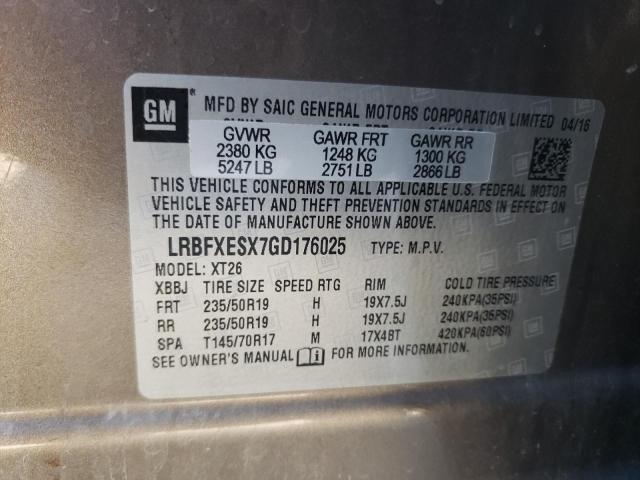 GM
MFD BY SAIC GENERAL MOTORS CORPORATION LIMITED 04/16
GVWR GAWR FRT GAWR RR
2380 KG 1248 KG 1300 KG
5247 LB 2751 LB 2866 LB
THIS VEHICLE CONFORMS TO ALL APPLICABLE U.S. FEDERAL MOTOR
VEHICLE SAFETY AND THEFT PREVENTION STANDARDS IN EFFECT ON
THE DATE OF MANUFACTURE SHOWN ABOVE.
LRBFXESX7GD176025 TYPE: M.P.V.
MODEL: XT26
XBBJ TIRE SIZE SPEED RTG RIM COLD TIRE PRESSURE
FRT 235/50R19 H 19X7.5J 240KPA(35PSI)
RR 235/50R19 H 19X7.5J 240KPA(35PSI)
SPA T145/70R17 M 17X4BT 420KPA(60PSI)
SEE OWNER'S MANUAL FOR MORE INFORMATION.